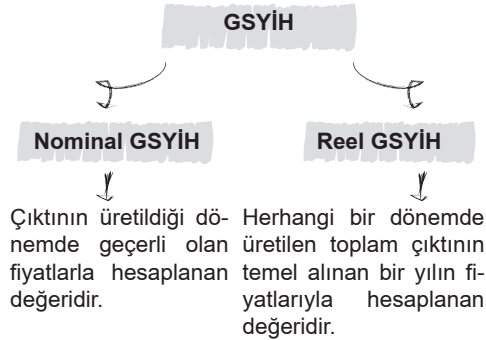 GSYİH
Nominal GSYİH
Çıktının üretildiği dö-
nemde geçerli olan
fiyatlarla hesaplanan
değeridir.
Reel GSYİH
Herhangi bir dönemde
üretilen toplam çıktının
temel alınan bir yılın fi-
yatlarıyla hesaplanan
değeridir.